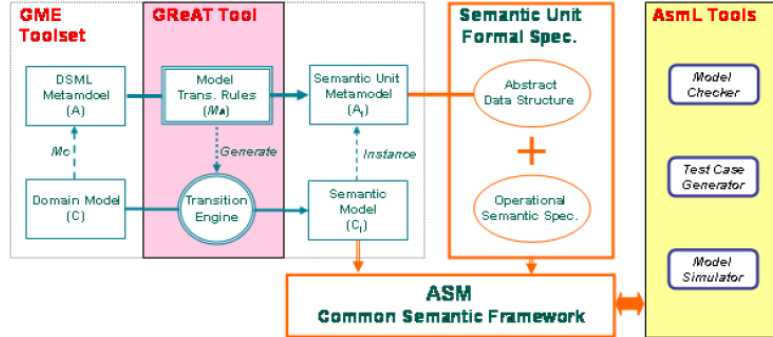 GME
Toolset
GReAT Tool
Semantic Unit
Formal Spec.
AsmL Tools
DSML
Metamdoel
(A)
Model
Trans. Rules
(Ma)
Semantic Unit
Metamodel
(Ai)
Abstract
Data Structure
Model
Checker
Mc
Generate
Instance
+
Domain Model
(C)
Transition
Engine
Semantic
Model
(Ci)
Operational
Semantic Spec.
Test Case
Generator
Model
Simulator
ASM
Common Semantic Framework